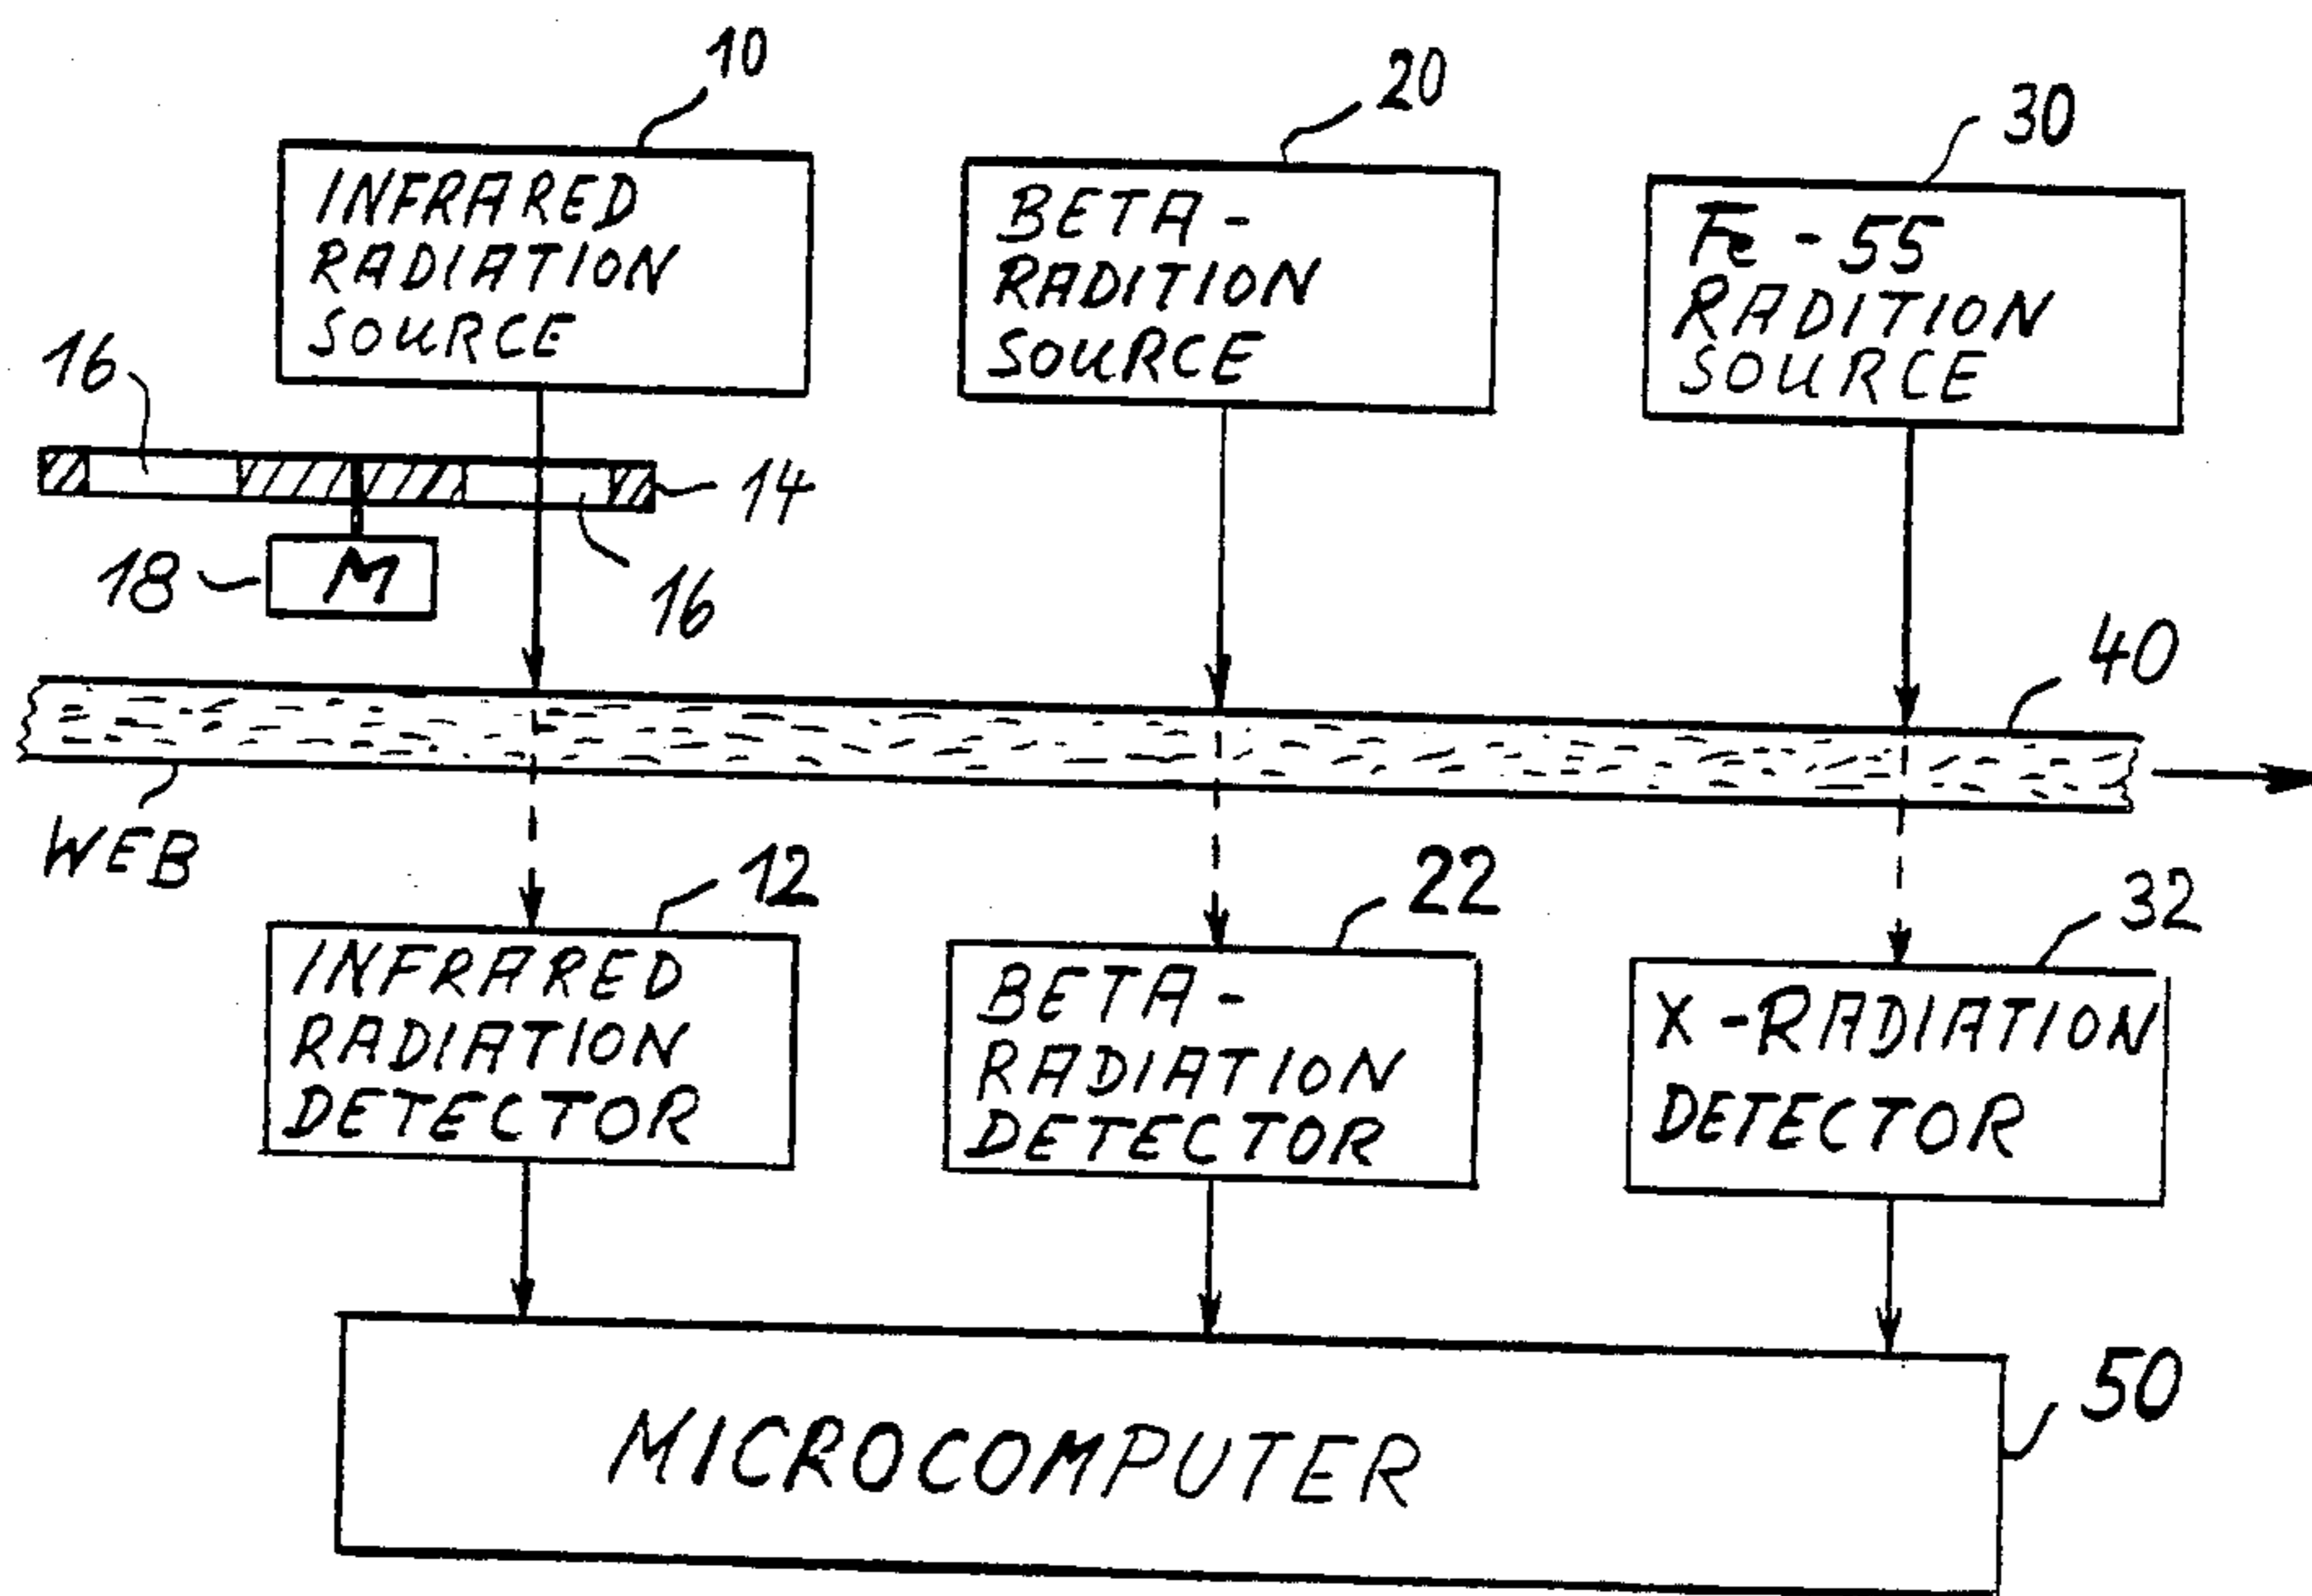 10
20
30
INFRARED
RADIATION
SOURCE
BETA-
RADITION
SOURCE
Fe-55
RADITION
SOURCE
16
14
18
M
16
40
WEB
12
22
32
INFRARED
RADIATION
DETECTOR
BETA-
RADIATION
DETECTOR
X-RADIATION
DETECTOR
50
MICROCOMPUTER